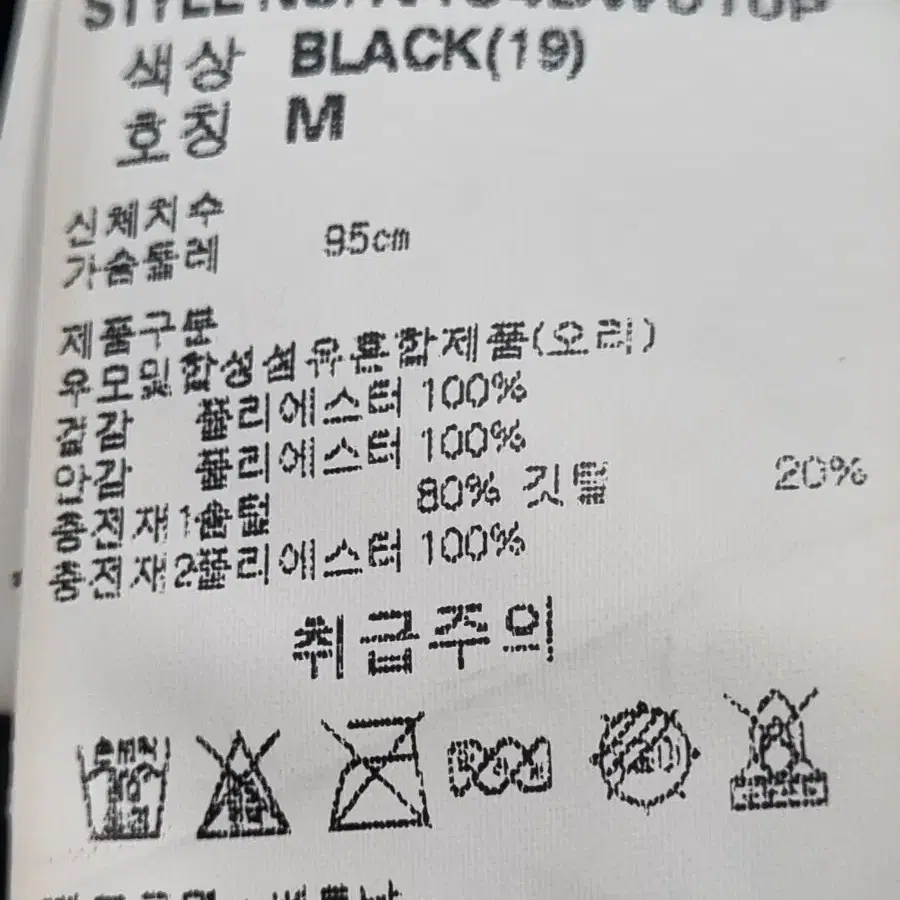 STYLE NO.
색상 BLACK(19)
호칭 M
신체치수
가슴둘레 95cm
제품구분
우모및합성섬유혼합제품(오리)
겉감 폴리에스터 100%
안감 폴리에스터 100%
충전재1솜털 80% 깃털 20%
충전재2폴리에스터 100%
취급주의